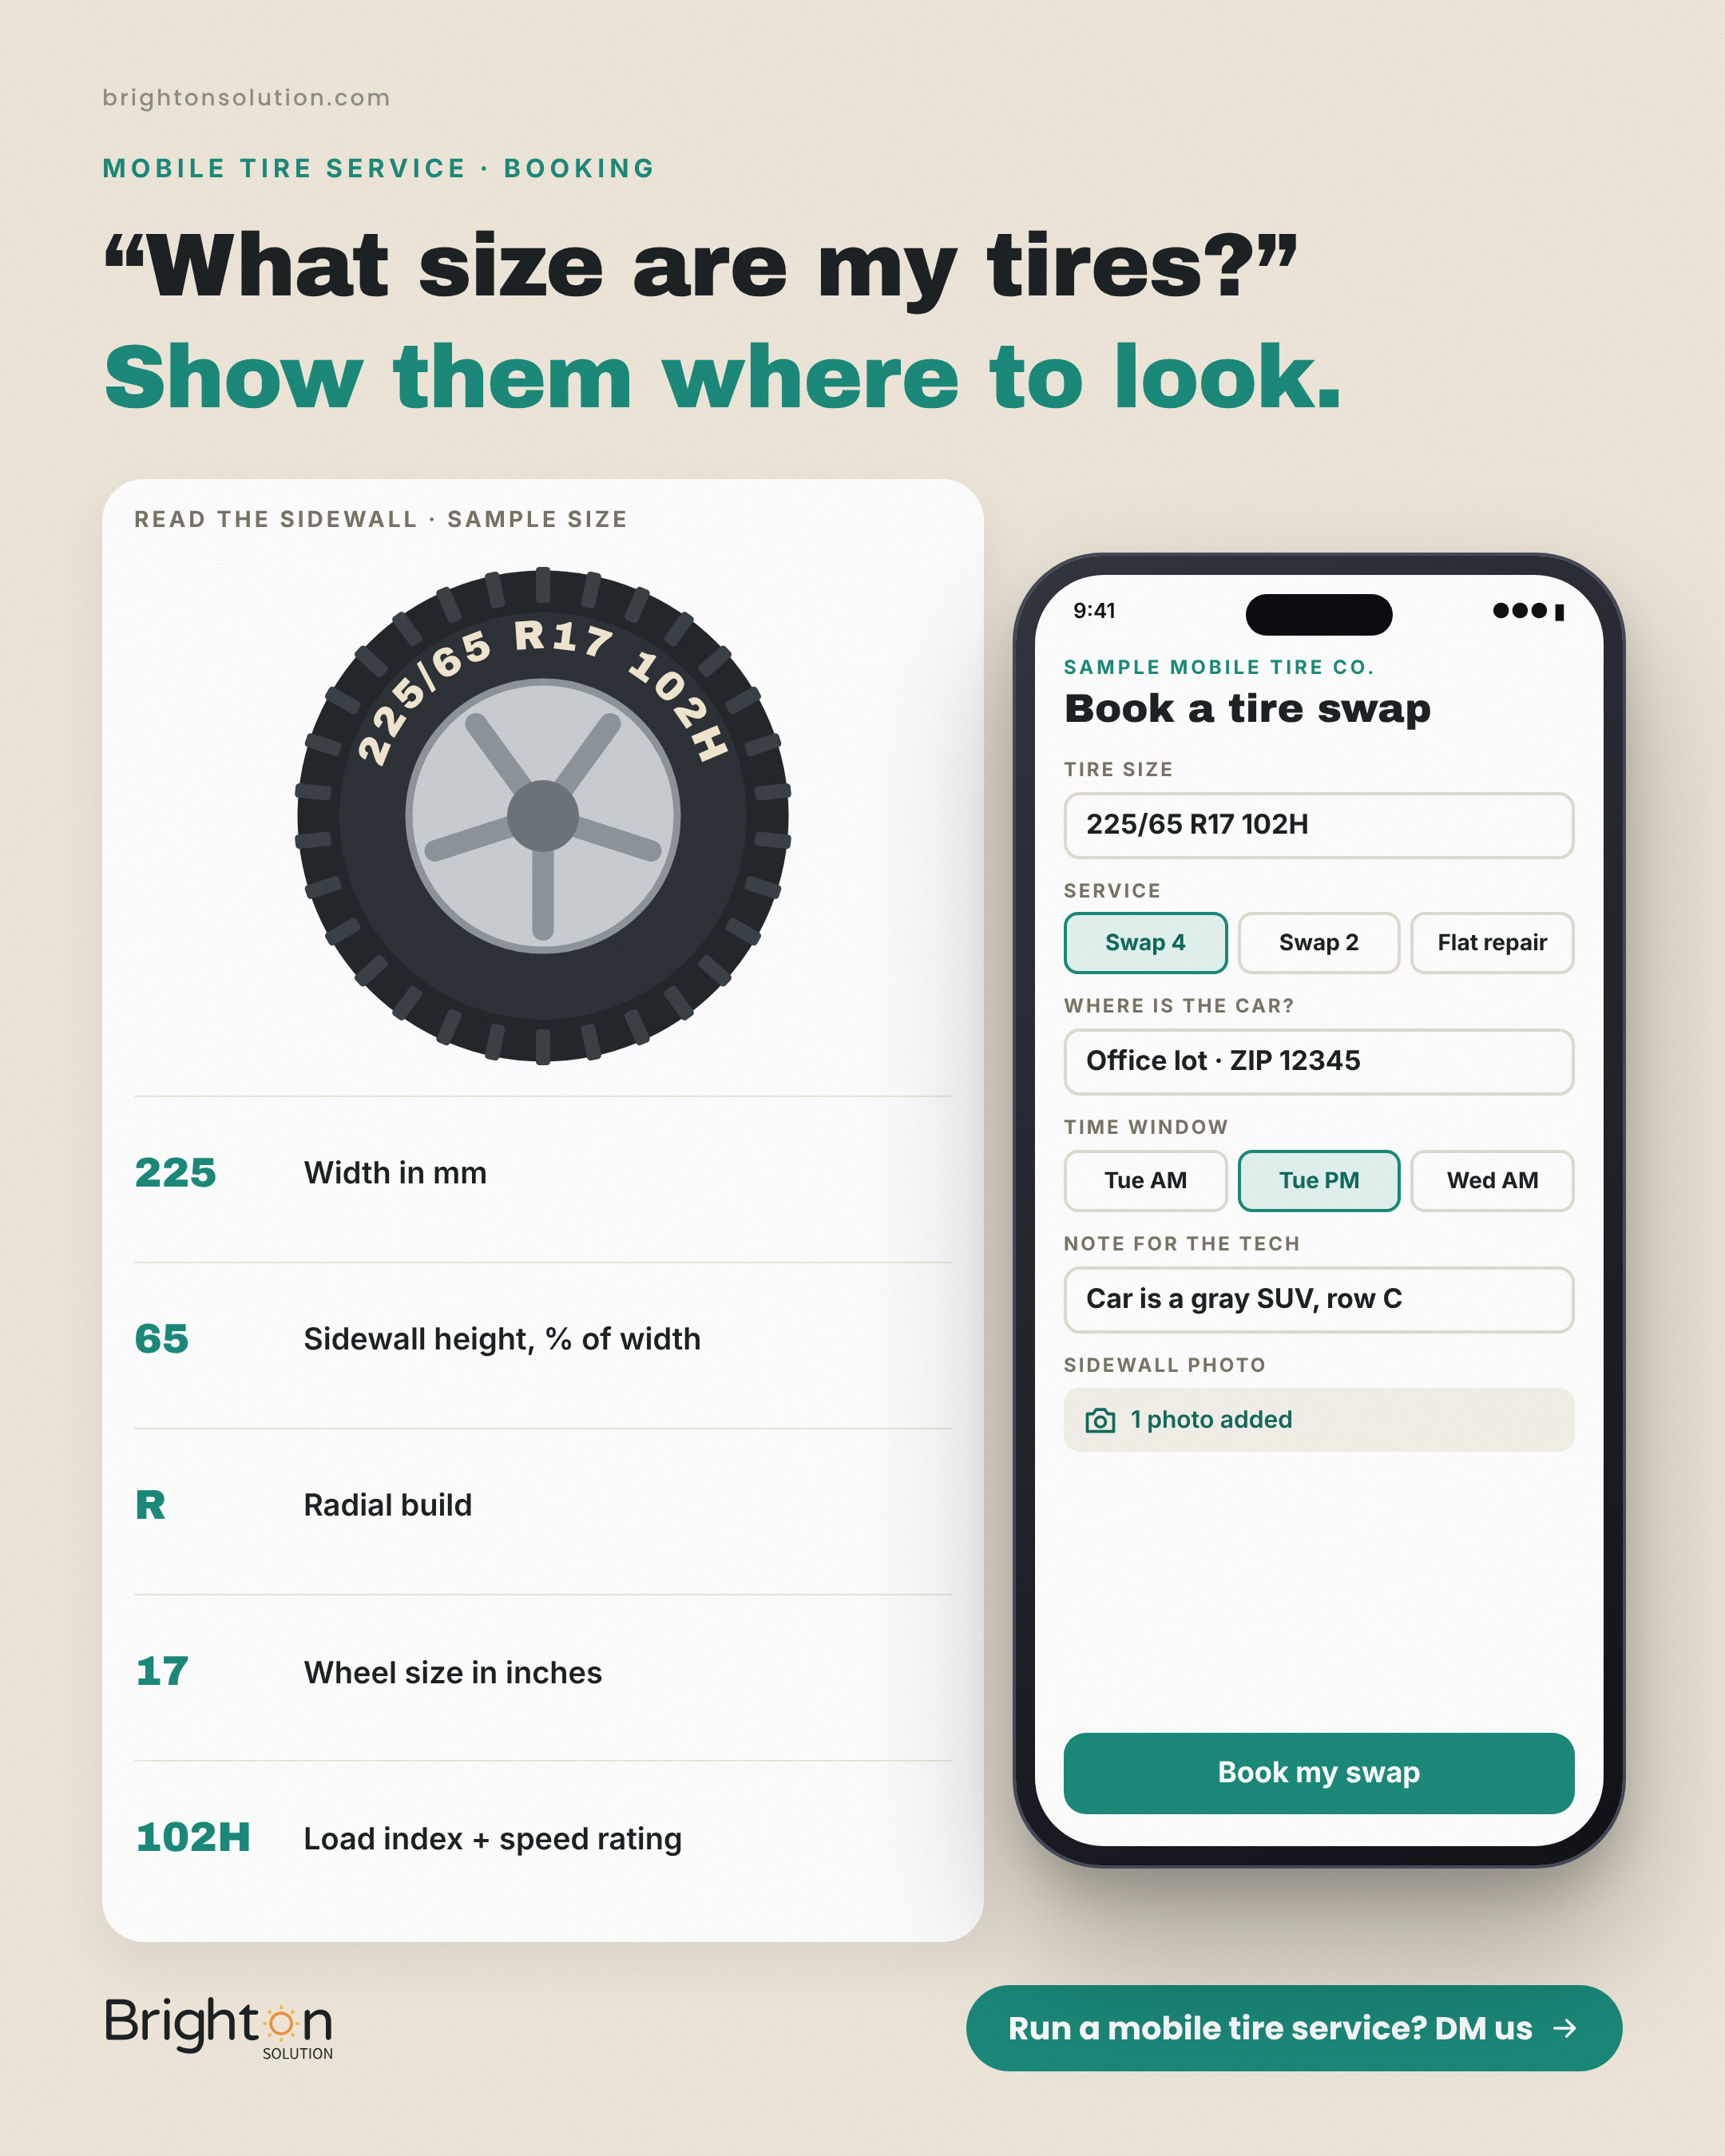 brightonsolution.com
MOBILE TIRE SERVICE · BOOKING
“What size are my tires?”
Show them where to look.
READ THE SIDEWALL · SAMPLE SIZE
225/65 R17 102H
225 Width in mm
65 Sidewall height, % of width
R Radial build
17 Wheel size in inches
102H Load index + speed rating
9:41
SAMPLE MOBILE TIRE CO.
Book a tire swap
TIRE SIZE
225/65 R17 102H
SERVICE
Swap 4 Swap 2 Flat repair
WHERE IS THE CAR?
Office lot · ZIP 12345
TIME WINDOW
Tue AM Tue PM Wed AM
NOTE FOR THE TECH
Car is a gray SUV, row C
SIDEWALL PHOTO
1 photo added
Book my swap
Brighton
SOLUTION
Run a mobile tire service? DM us →